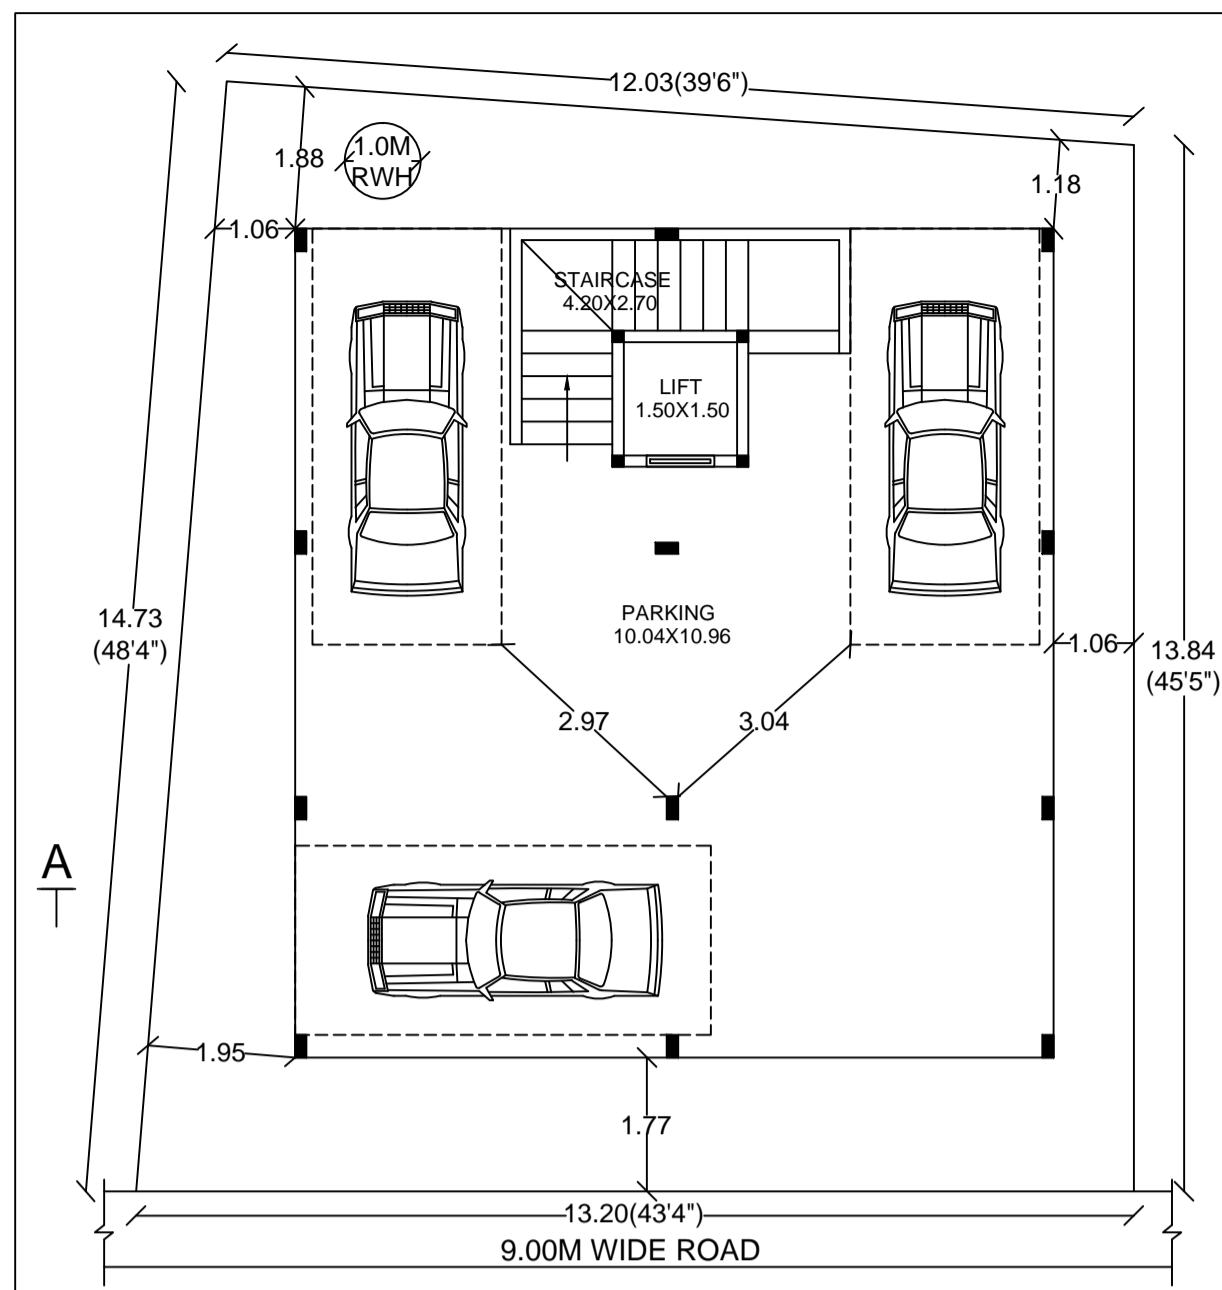 12.03(39'6")
1.0M
RWH
1.88
1.18
1.06
STAIRCASE
4.20X2.70
LIFT
1.50X1.50
14.73
(48'4")
PARKING
10.04X10.96
1.06
13.84
(45'5")
2.97
3.04
A
1.95
1.77
13.20(43'4")
9.00M WIDE ROAD